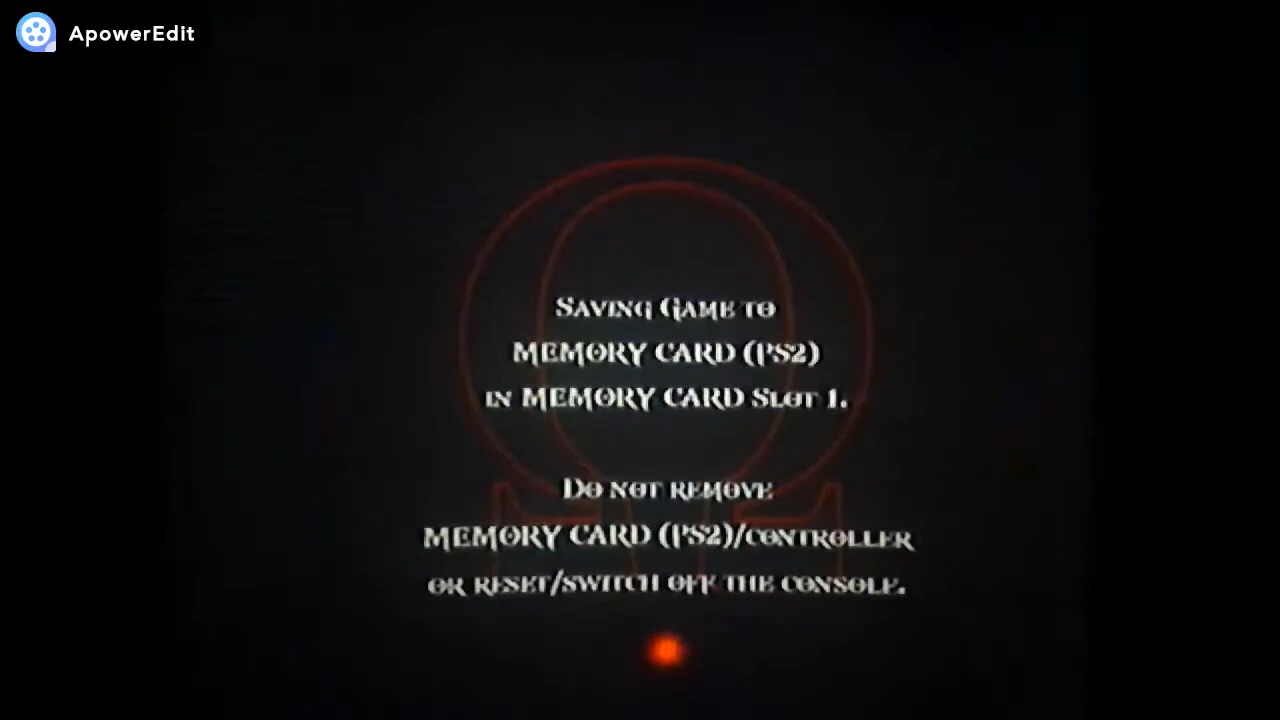 ApowerEdit
Saving Game to
MEMORY CARD (PS2)
in MEMORY CARD Slot 1.
Do not remove
MEMORY CARD (PS2)/controller
or reset/switch off the console.